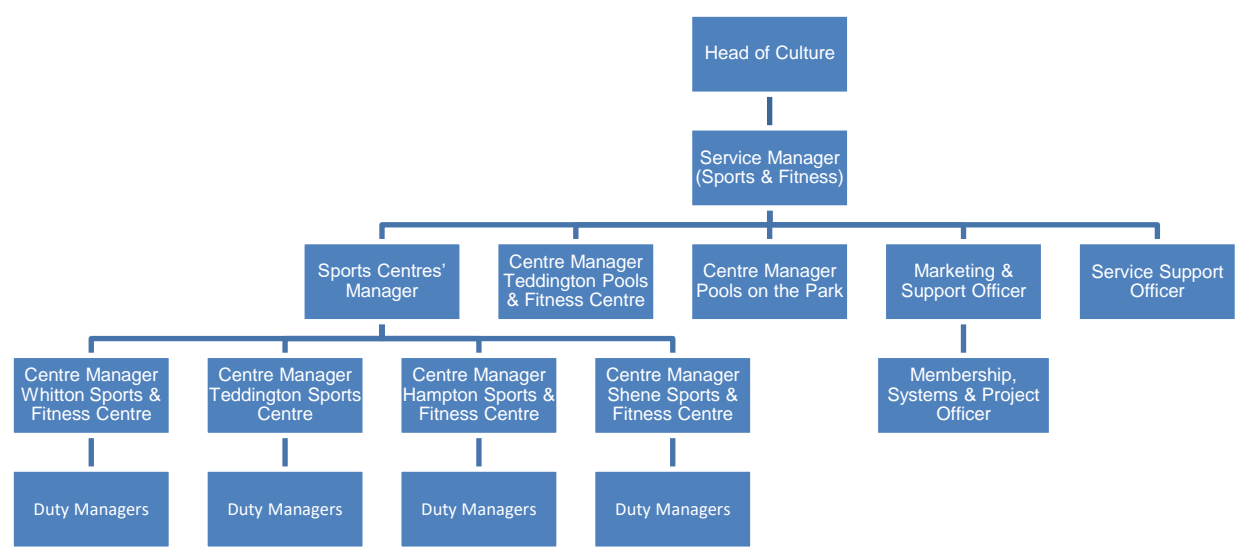 Head of Culture
Service Manager
(Sports & Fitness)
Sports Centres’
Manager
Centre Manager
Teddington Pools
& Fitness Centre
Centre Manager
Pools on the Park
Marketing &
Support Officer
Service Support
Officer
Centre Manager
Whitton Sports &
Fitness Centre
Centre Manager
Teddington Sports
Centre
Centre Manager
Hampton Sports &
Fitness Centre
Centre Manager
Shene Sports &
Fitness Centre
Membership,
Systems & Project
Officer
Duty Managers
Duty Managers
Duty Managers
Duty Managers